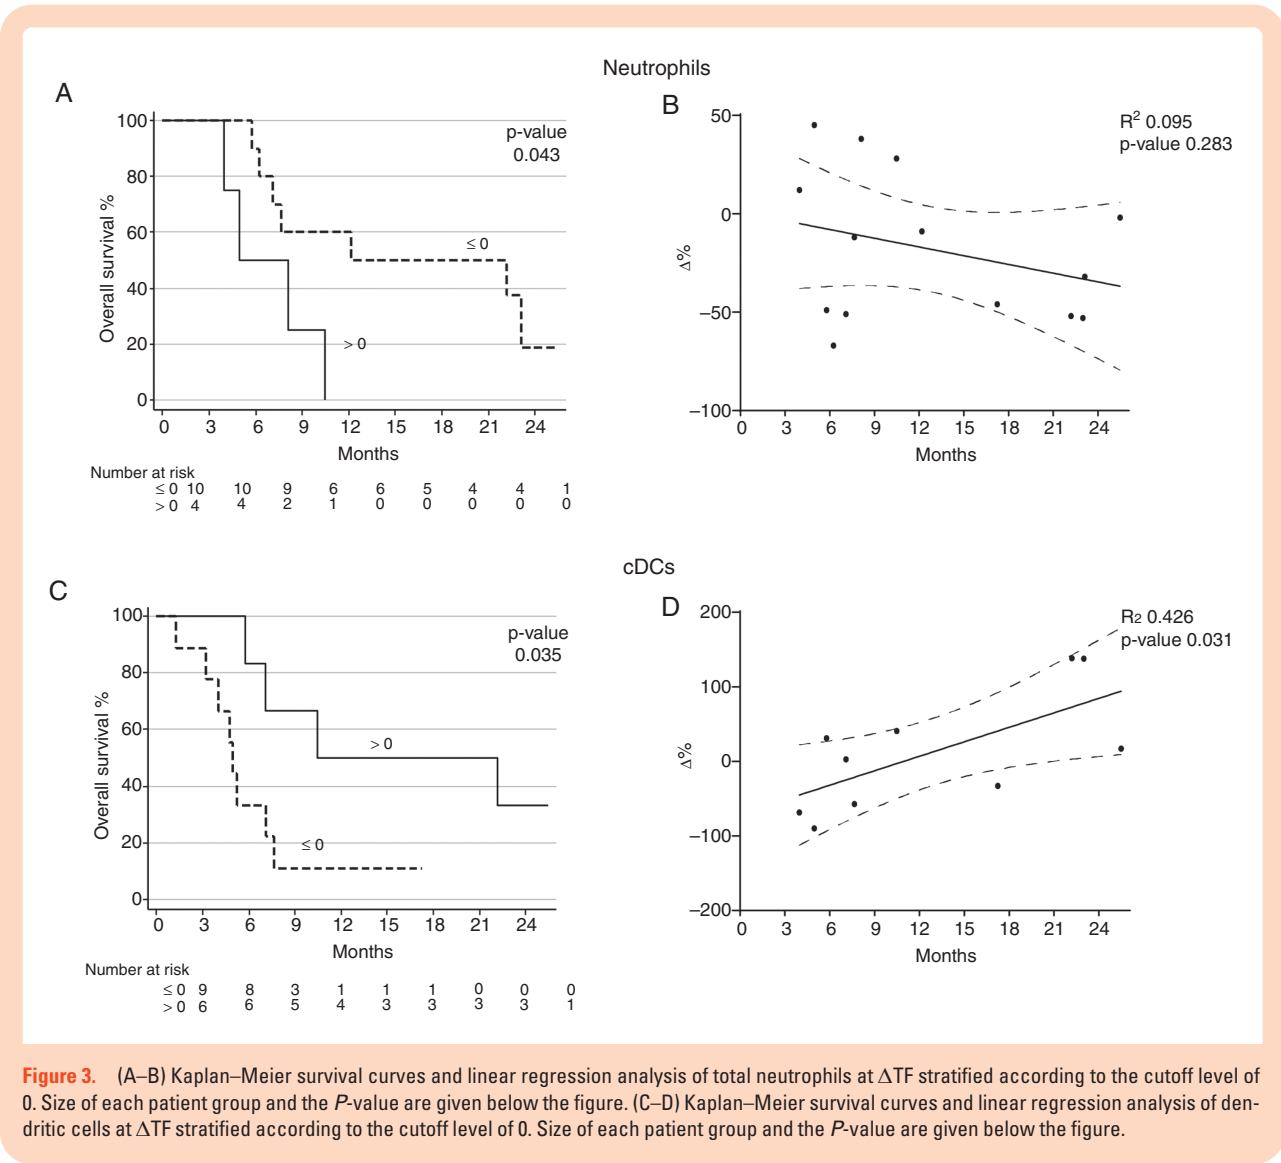 Neutrophils
A
100
80
60
40
20
0
Overall survival %
p-value
0.043
≤ 0
> 0
0 3 6 9 12 15 18 21 24
Months
Number at risk
≤ 0 10 10 9 6 6 5 4 4 1
> 0 4 4 2 1 0 0 0 0 0
B
50
0
–50
–100
Δ%
R² 0.095
p-value 0.283
0 3 6 9 12 15 18 21 24
Months
cDCs
C
100
80
60
40
20
0
Overall survival %
p-value
0.035
> 0
≤ 0
0 3 6 9 12 15 18 21 24
Months
Number at risk
≤ 0 9 8 3 1 1 1 0 0 0
> 0 6 6 5 4 3 3 3 3 1
D
200
100
0
–100
–200
Δ%
R2 0.426
p-value 0.031
0 3 6 9 12 15 18 21 24
Months
Figure 3. (A–B) Kaplan–Meier survival curves and linear regression analysis of total neutrophils at ΔTF stratified according to the cutoff level of
0. Size of each patient group and the P-value are given below the figure. (C–D) Kaplan–Meier survival curves and linear regression analysis of den-
dritic cells at ΔTF stratified according to the cutoff level of 0. Size of each patient group and the P-value are given below the figure.